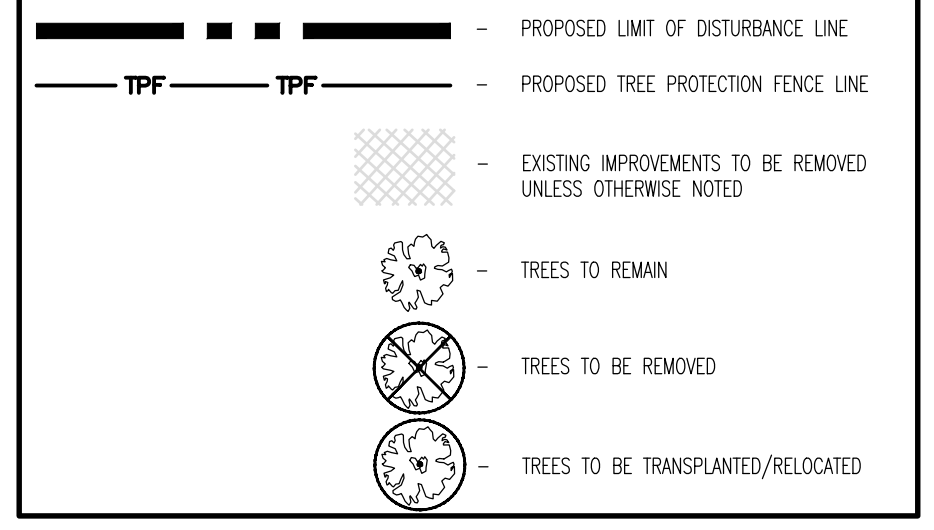 – PROPOSED LIMIT OF DISTURBANCE LINE
TPF TPF – PROPOSED TREE PROTECTION FENCE LINE
– EXISTING IMPROVEMENTS TO BE REMOVED
UNLESS OTHERWISE NOTED
– TREES TO REMAIN
– TREES TO BE REMOVED
– TREES TO BE TRANSPLANTED/RELOCATED